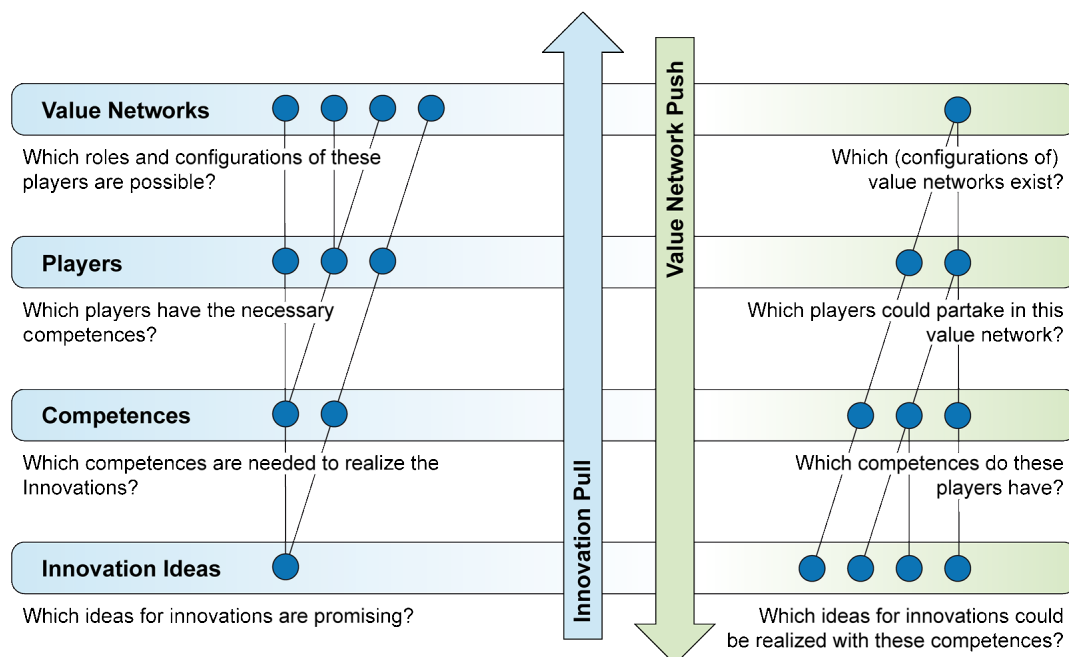 Value Networks
Which roles and configurations of these
players are possible?
Which (configurations of)
value networks exist?
Players
Which players have the necessary
competences?
Which players could partake in this
value network?
Competences
Which competences are needed to realize the
Innovations?
Which competences do these
players have?
Innovation Ideas
Which ideas for innovations are promising?
Which ideas for innovations could
be realized with these competences?
Innovation Pull
Value Network Push